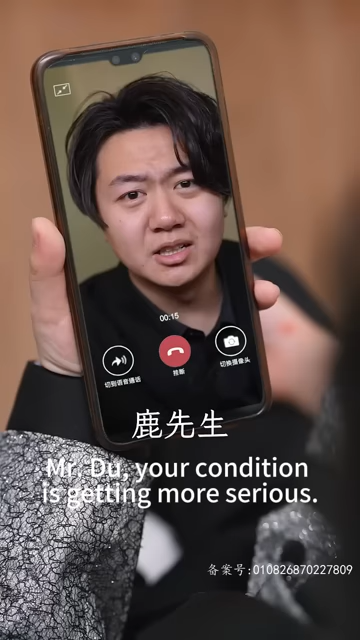 00:15
切到语音通话
挂断
切换摄像头
鹿先生
Mr. Du, your condition
is getting more serious.
备案号:010826870227809